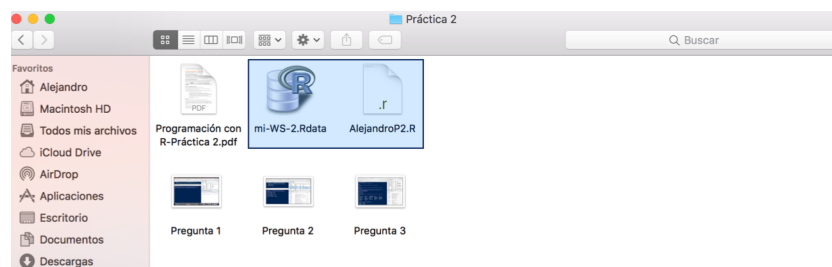 Práctica 2
Buscar
Favoritos
Alejandro
Macintosh HD
Todos mis archivos
iCloud Drive
AirDrop
Aplicaciones
Escritorio
Documentos
Descargas
PDF
R
.r
Programación con
R-Práctica 2.pdf
mi-WS-2.Rdata
AlejandroP2.R
Pregunta 1
Pregunta 2
Pregunta 3